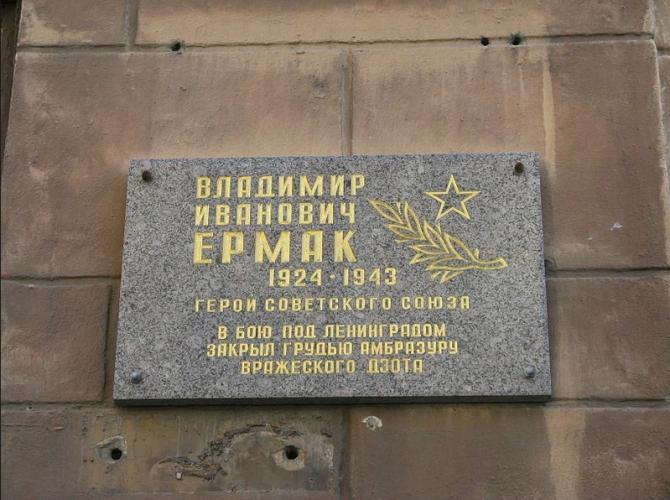 ВЛАДИМИР
ИВАНОВИЧ
ЕРМАК
1924 · 1943
ГЕРОЙ СОВЕТСКОГО СОЮЗА
В БОЮ ПОД ЛЕНИНГРАДОМ
ЗАКРЫЛ ГРУДЬЮ АМБРАЗУРУ
ВРАЖЕСКОГО ДЗОТА